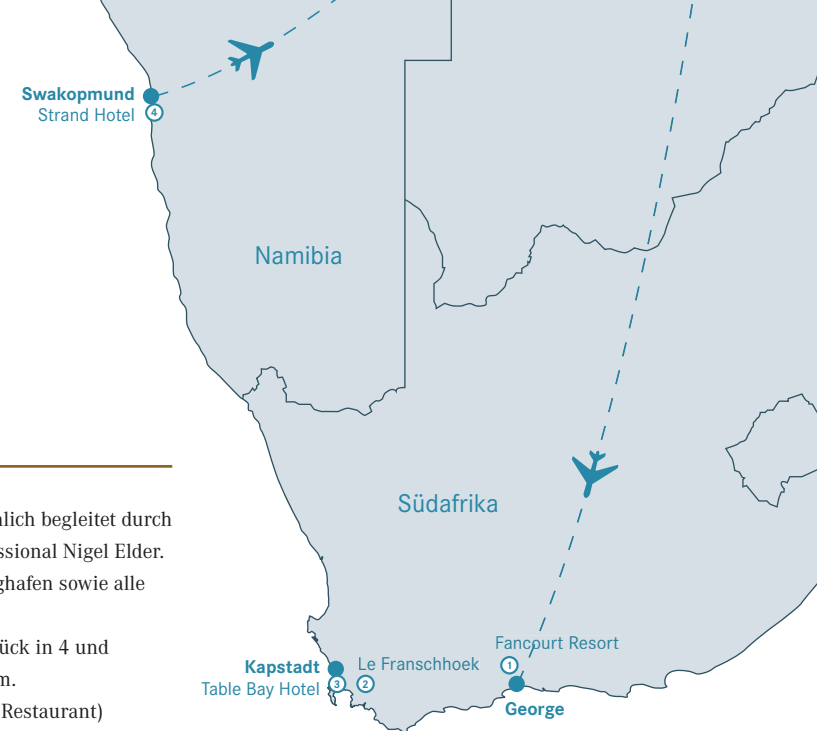 Swakopmund
Strand Hotel
4
Namibia
Südafrika
lich begleitet durch
ssional Nigel Elder.
ghafen sowie alle
ück in 4 und
m.
Restaurant)
Fancourt Resort
1
Kapstadt
Le Franschhoek
Table Bay Hotel
3
2
George